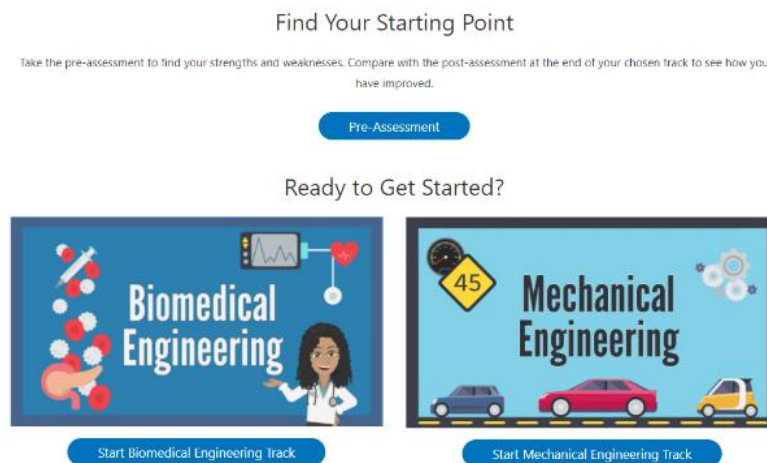 Find Your Starting Point
Take the pre-assessment to find your strengths and weaknesses. Compare with the post-assessment at the end of your chosen track to see how you
have improved.
Pre-Assessment
Ready to Get Started?
Biomedical
Engineering
45
Mechanical
Engineering
Start Biomedical Engineering Track
Start Mechanical Engineering Track